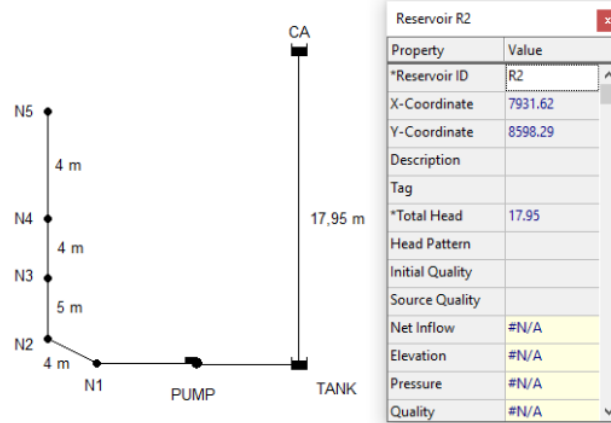 CA
N5
4 m
N4
17,95 m
4 m
N3
5 m
N2
4 m
N1
PUMP
TANK
Reservoir R2
x
Property Value
*Reservoir ID R2
X-Coordinate 7931.62
Y-Coordinate 8598.29
Description
Tag
*Total Head 17.95
Head Pattern
Initial Quality
Source Quality
Net Inflow #N/A
Elevation #N/A
Pressure #N/A
Quality #N/A